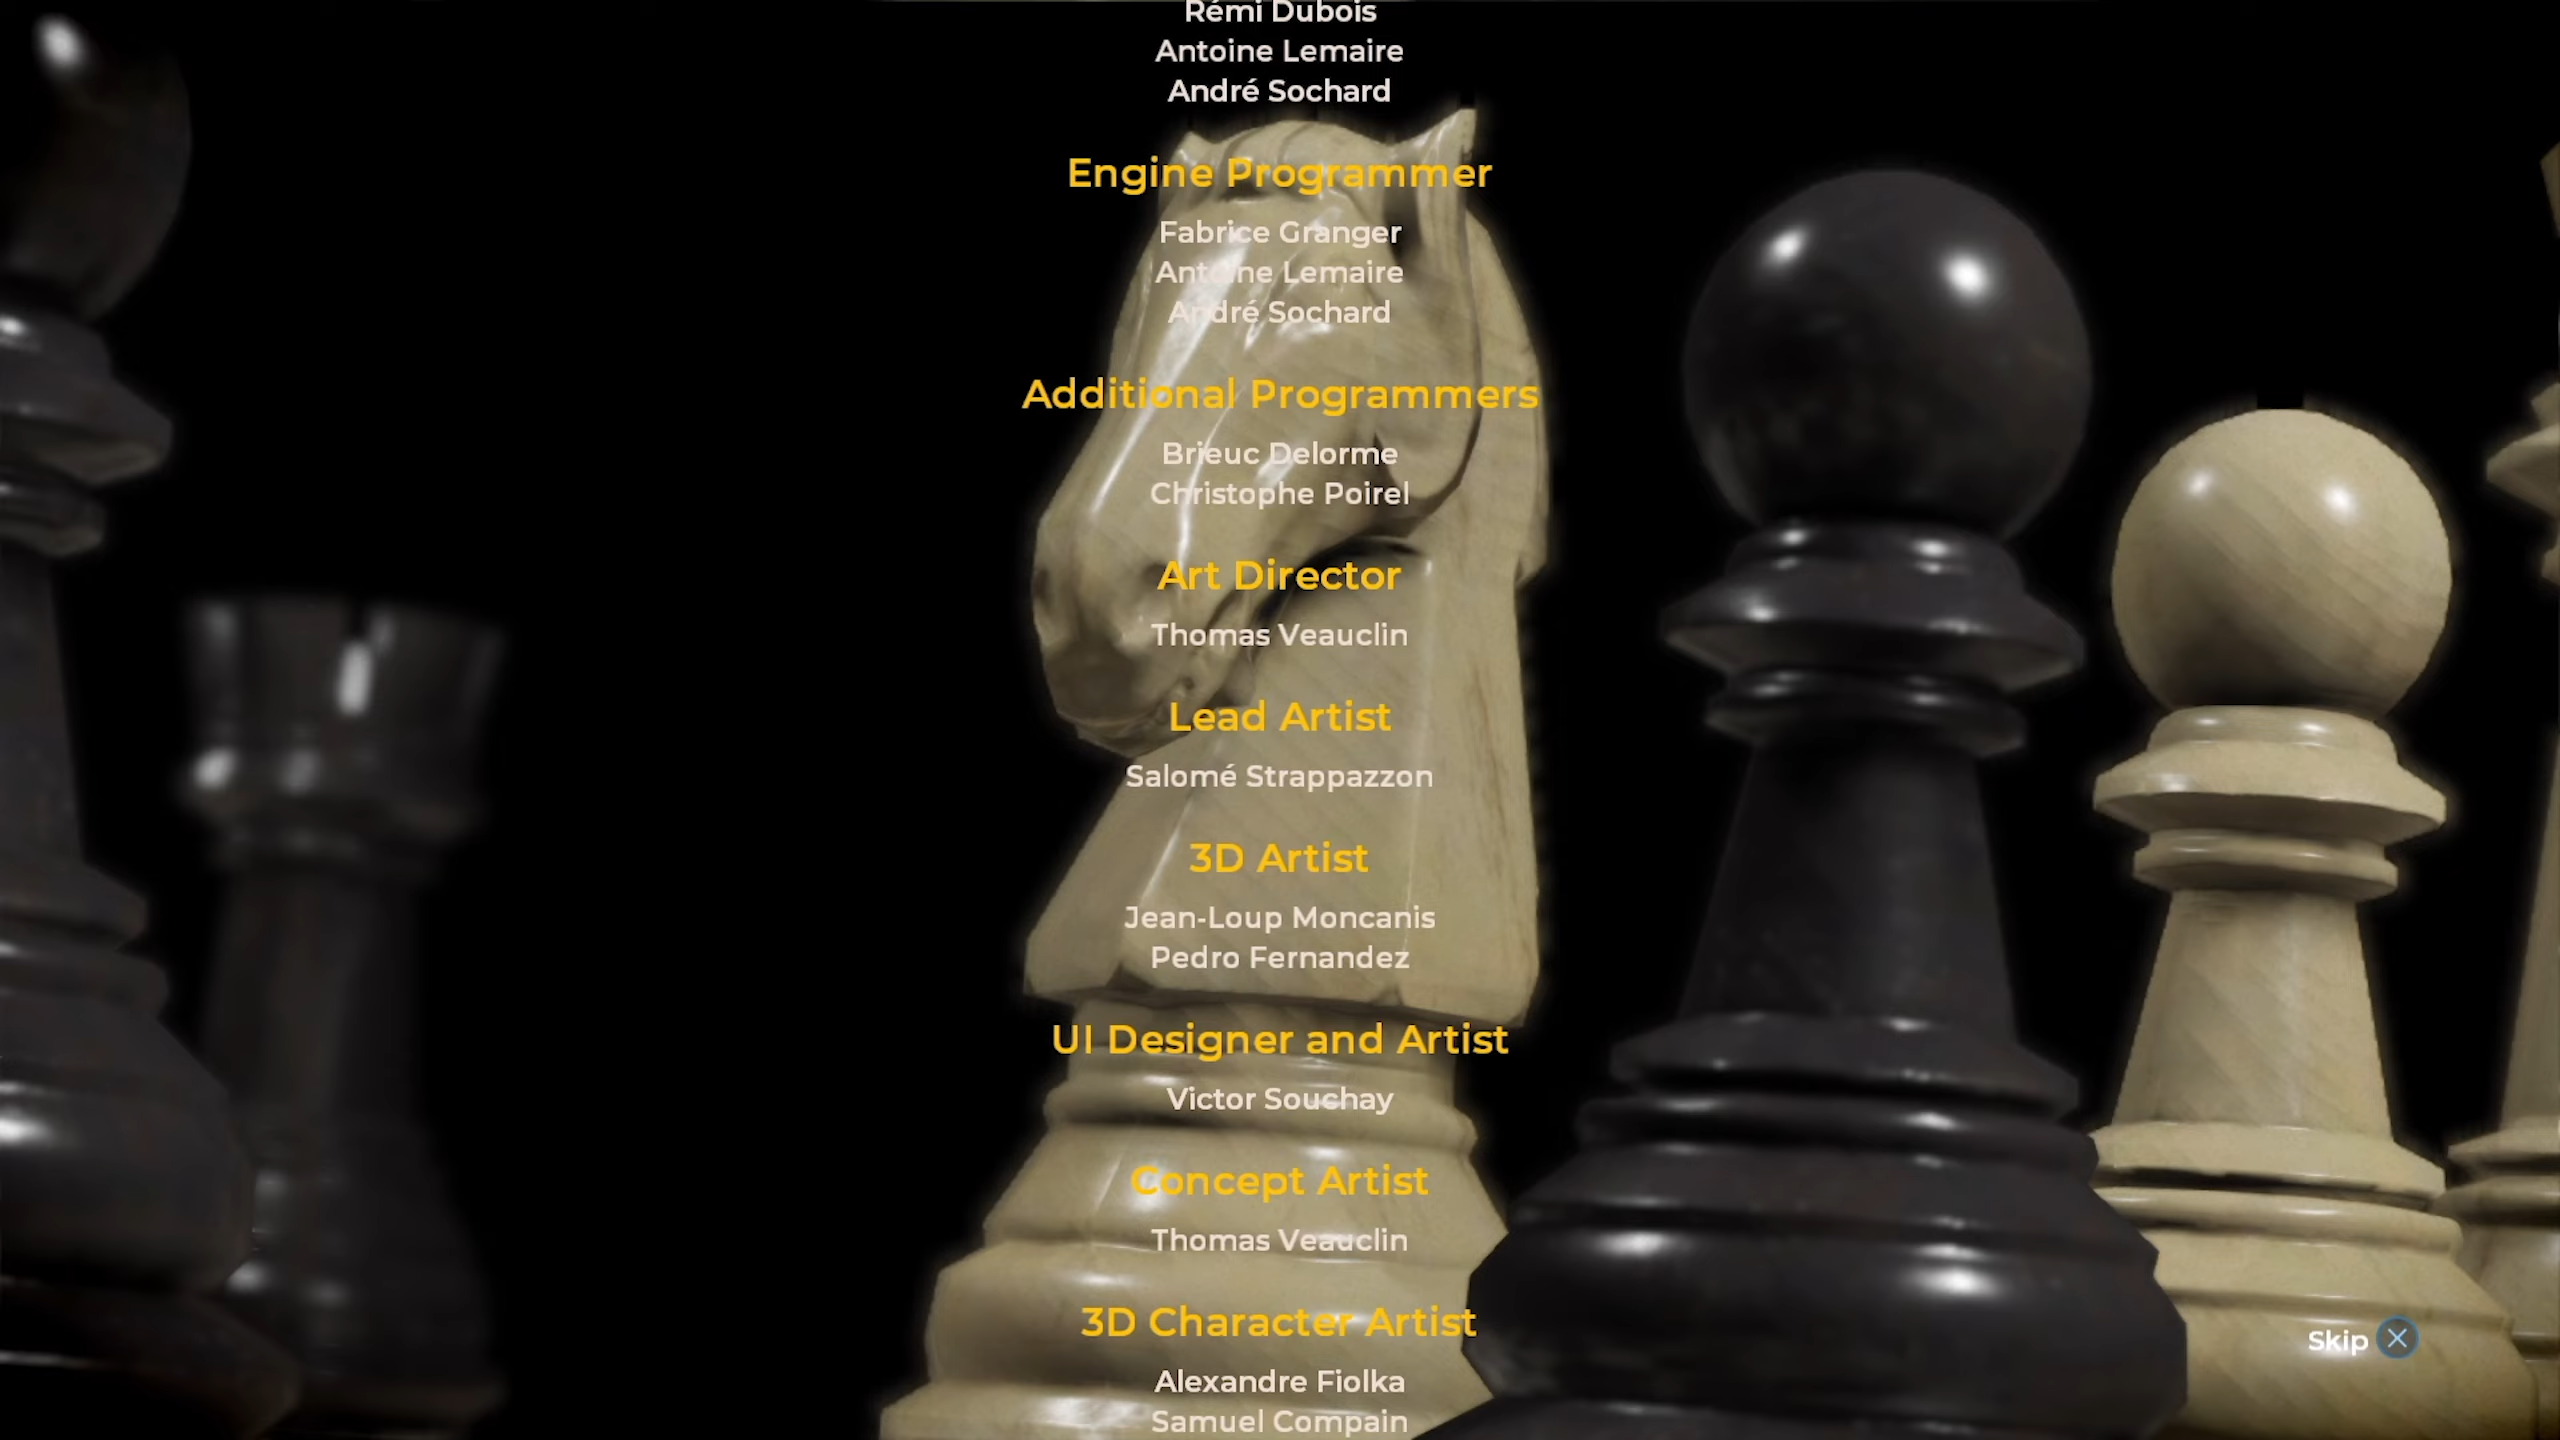 Rémi Dubois
Antoine Lemaire
André Sochard
Engine Programmer
Fabrice Granger
Antoine Lemaire
André Sochard
Additional Programmers
Brieuc Delorme
Christophe Poirel
Art Director
Thomas Veauclin
Lead Artist
Salomé Strappazzon
3D Artist
Jean-Loup Moncanis
Pedro Fernandez
UI Designer and Artist
Victor Souchay
Concept Artist
Thomas Veauclin
3D Character Artist
Skip
Alexandre Fiolka
Samuel Compain